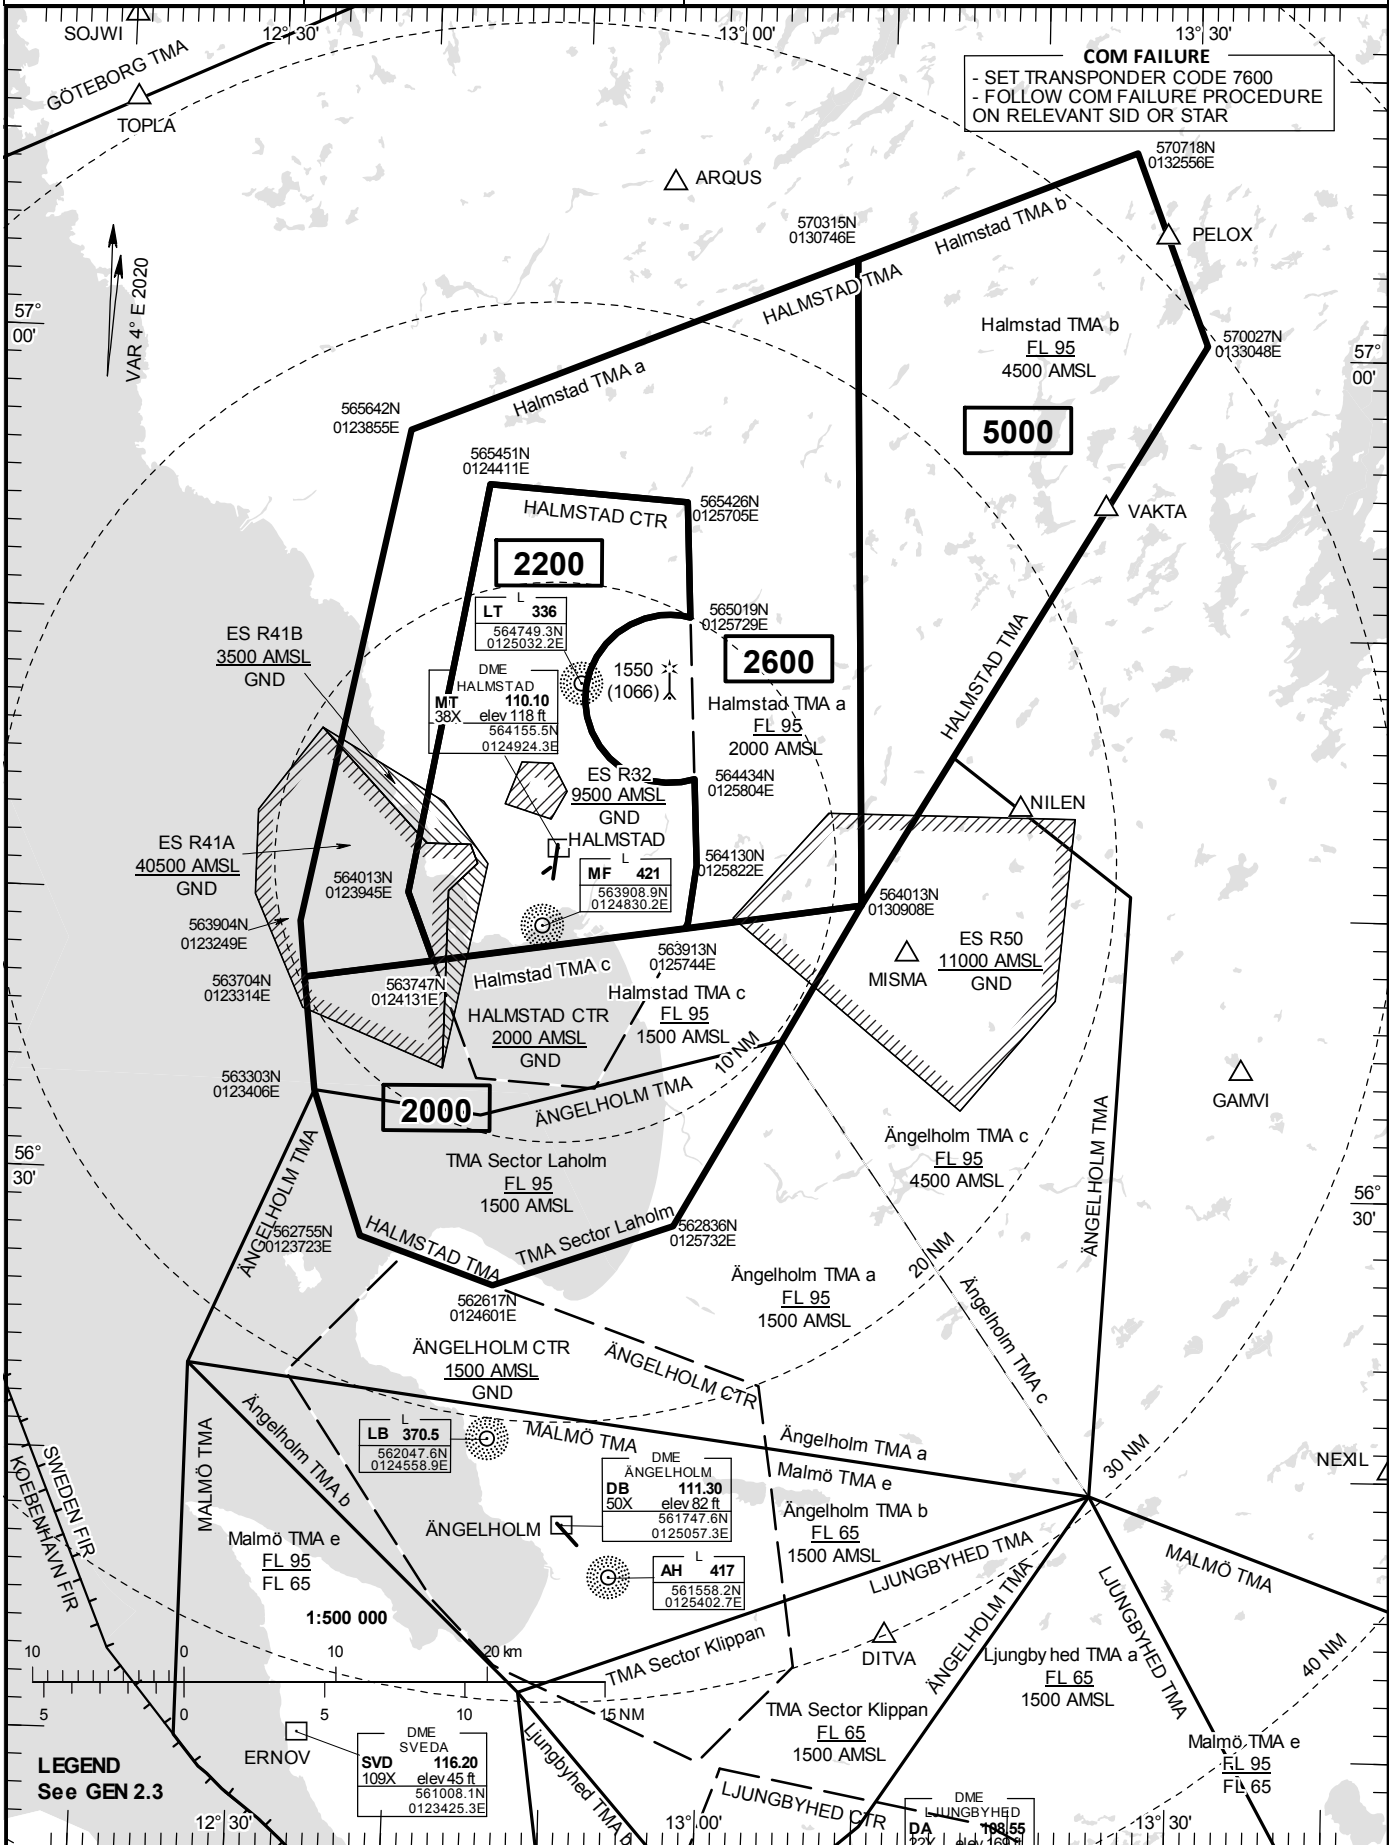 SOJWI
12° 30'
13° 00'
13° 30'
COM FAILURE
- SET TRANSPONDER CODE 7600
- FOLLOW COM FAILURE PROCEDURE
ON RELEVANT SID OR STAR
GÖTEBORG TMA
TOPLA
570718N
0132556E
ARQUS
570315N
0130746E
Halmstad TMA b
PELOX
HALMSTAD TMA
VAR 4° E 2020
57°
00'
Halmstad TMA b
FL 95
4500 AMSL
570027N
0133048E
57°
00'
Halmstad TMA a
565642N
0123855E
5000
565451N
0124411E
HALMSTAD CTR
565426N
0125705E
VAKTA
2200
L
LT 336
564749.3N
0125032.2E
565019N
0125729E
ES R41B
3500 AMSL
GND
2600
1550
(1066)
DME
HALMSTAD
MT 110.10
38X elev 118 ft
564155.5N
0124924.3E
Halmstad TMA a
FL 95
2000 AMSL
HALMSTAD TMA
ES R32
9500 AMSL
GND
564434N
0125804E
NILEN
HALMSTAD
ES R41A
40500 AMSL
GND
564130N
0125822E
L
MF 421
563908.9N
0124830.2E
564013N
0123945E
564013N
0130908E
563904N
0123249E
563913N
0125744E
ES R50
11000 AMSL
GND
MISMA
563704N
0123314E
563747N
0124131E
Halmstad TMA c
Halmstad TMA c
FL 95
1500 AMSL
HALMSTAD CTR
2000 AMSL
GND
10 NM
563303N
0123406E
2000
ÄNGELHOLM TMA
GAMVI
Ängelholm TMA c
FL 95
4500 AMSL
ÄNGELHOLM TMA
56°
30'
TMA Sector Laholm
FL 95
1500 AMSL
56°
30'
ÄNGELHOLM TMA
562755N
0123723E
HALMSTAD TMA
TMA Sector Laholm
562836N
0125732E
20 NM
562617N
0124601E
Ängelholm TMA a
FL 95
1500 AMSL
Ängelholm TMA c
ÄNGELHOLM CTR
1500 AMSL
GND
ÄNGELHOLM CTR
L
LB 370.5
562047.6N
0124558.9E
MALMÖ TMA
Ängelholm TMA a
Malmö TMA e
30 NM
NEXIL
SWEDEN FIR
KOEBENHAVN FIR
MALMÖ TMA
Ängelholm TMA b
DME
ÄNGELHOLM
DB 111.30
50X elev 82 ft
561747.6N
0125057.3E
Ängelholm TMA b
FL 65
1500 AMSL
ÄNGELHOLM
Malmö TMA e
FL 95
FL 65
L
AH 417
561558.2N
0125402.7E
LJUNGBYHED TMA
MALMÖ TMA
1:500 000
10 0 10 20 km
5 0 5 10 15 NM
TMA Sector Klippan
DITVA
ÄNGELHOLM TMA
Ljungbyhed TMA a
FL 65
1500 AMSL
LJUNGBYHED TMA
40 NM
TMA Sector Klippan
FL 65
1500 AMSL
ERNOV
DME
SVEDA
SVD 116.20
109X elev 45 ft
561008.1N
0123425.3E
Ljungbyhed TMA b
Malmö TMA e
FL 95
FL 65
LEGEND
See GEN 2.3
LJUNGBYHED CTR
DME
LJUNGBYHED
DA 108.55
22Y elev 169 ft
12° 30'
13° 00'
13° 30'